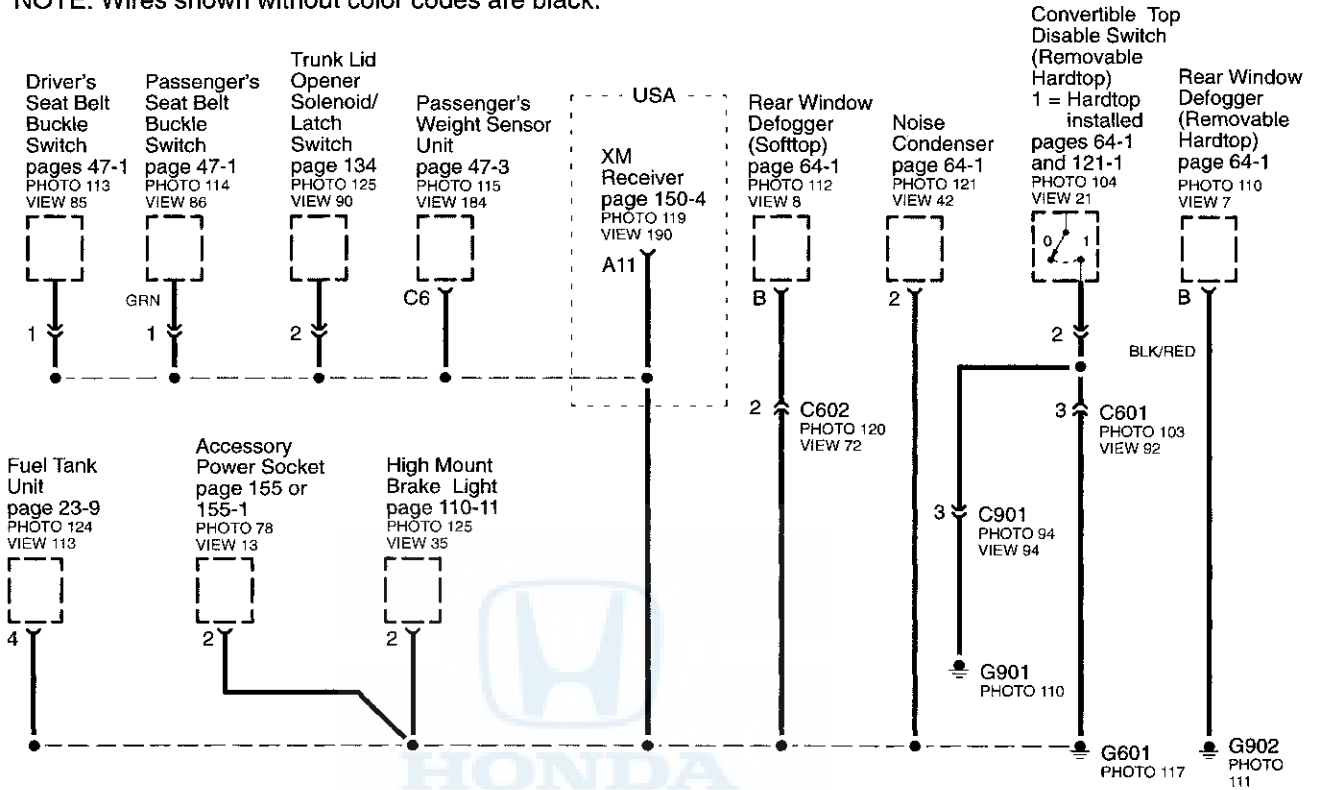 NOTE: Wires shown without color codes are black.
Driver's
Seat Belt
Buckle
Switch
pages 47-1
PHOTO 113
VIEW 85
Passenger's
Seat Belt
Buckle
Switch
page 47-1
PHOTO 114
VIEW 86
Trunk Lid
Opener
Solenoid/
Latch
Switch
page 134
PHOTO 125
VIEW 90
Passenger's
Weight Sensor
Unit
page 47-3
PHOTO 115
VIEW 184
USA
XM
Receiver
page 150-4
PHOTO 119
VIEW 190
Rear Window
Defogger
(Softtop)
page 64-1
PHOTO 112
VIEW 8
Noise
Condenser
page 64-1
PHOTO 121
VIEW 42
Convertible Top
Disable Switch
(Removable
Hardtop)
1 = Hardtop
installed
pages 64-1
and 121-1
PHOTO 104
VIEW 21
Rear Window
Defogger
(Removable
Hardtop)
page 64-1
PHOTO 110
VIEW 7
0 1
A11
GRN
C6
B
2
B
1
1
2
2
BLK/RED
2
C602
PHOTO 120
VIEW 72
3
C601
PHOTO 103
VIEW 92
Fuel Tank
Unit
page 23-9
PHOTO 124
VIEW 113
Accessory
Power Socket
page 155 or
155-1
PHOTO 78
VIEW 13
High Mount
Brake Light
page 110-11
PHOTO 125
VIEW 35
3
C901
PHOTO 94
VIEW 94
4
2
2
G901
PHOTO 110
G601
PHOTO 117
G902
PHOTO
111
HONDA